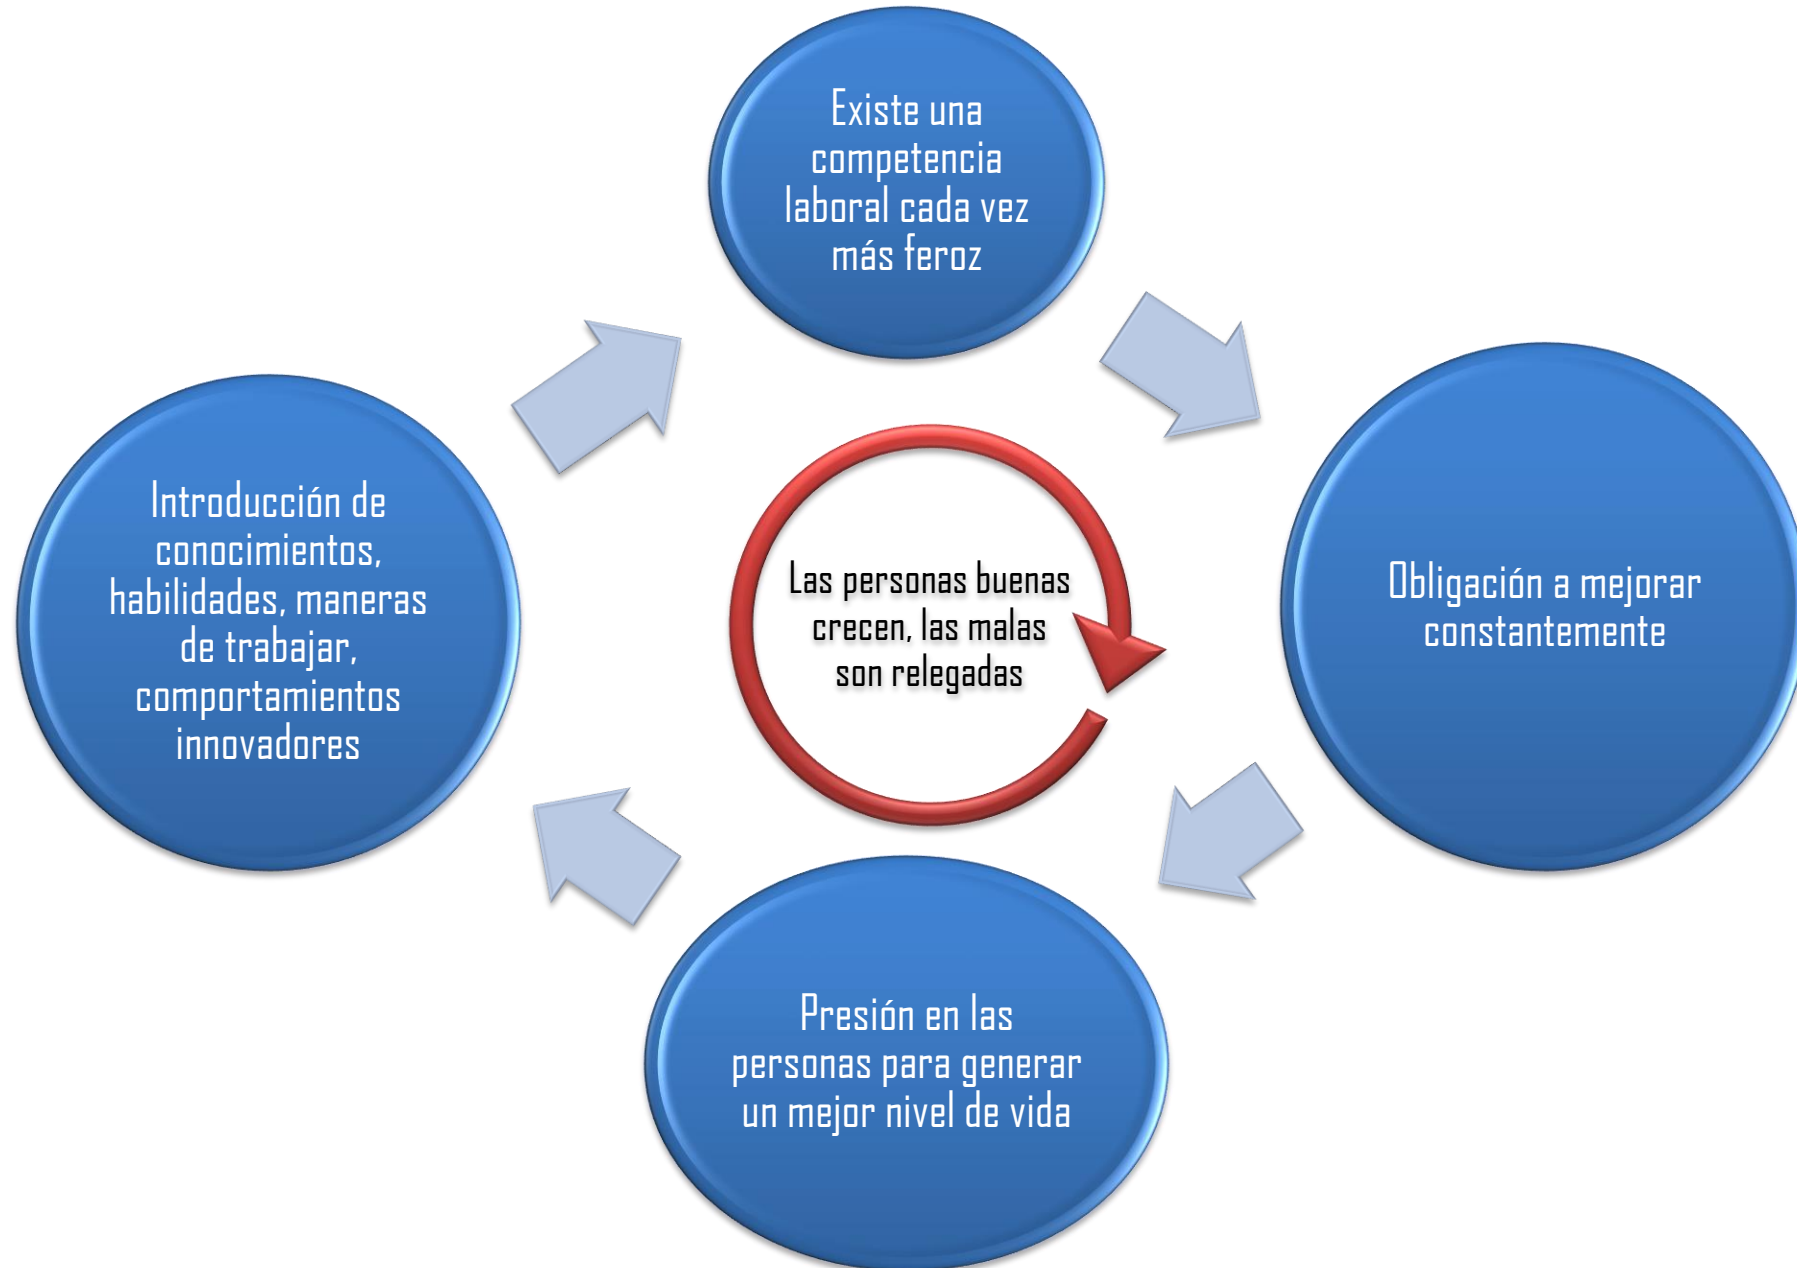 Existe una
competencia
laboral cada vez
más feroz
Obligación a mejorar
constantemente
Presión en las
personas para generar
un mejor nivel de vida
Introducción de
conocimientos,
habilidades, maneras
de trabajar,
comportamientos
innovadores
Las personas buenas
crecen, las malas
son relegadas